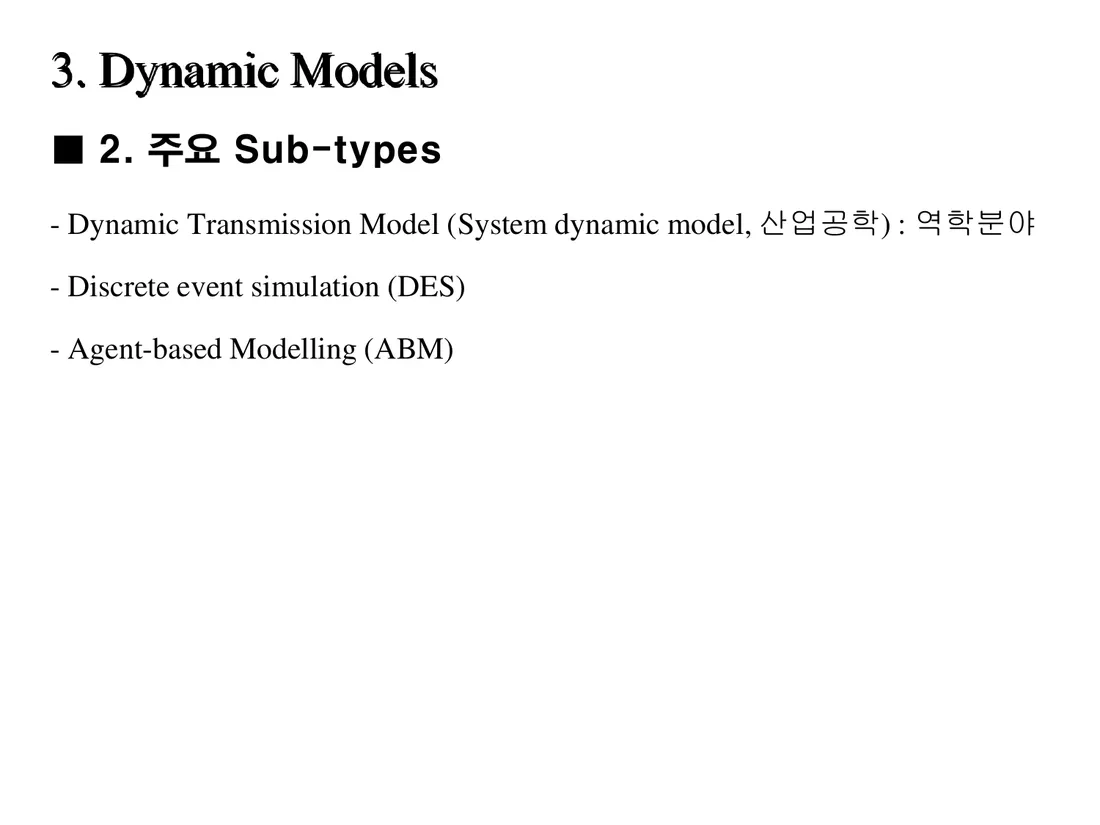 3. Dynamic Models
■ 2. 주요 Sub-types
- Dynamic Transmission Model (System dynamic model, 산업공학) : 역학분야
- Discrete event simulation (DES)
- Agent-based Modelling (ABM)